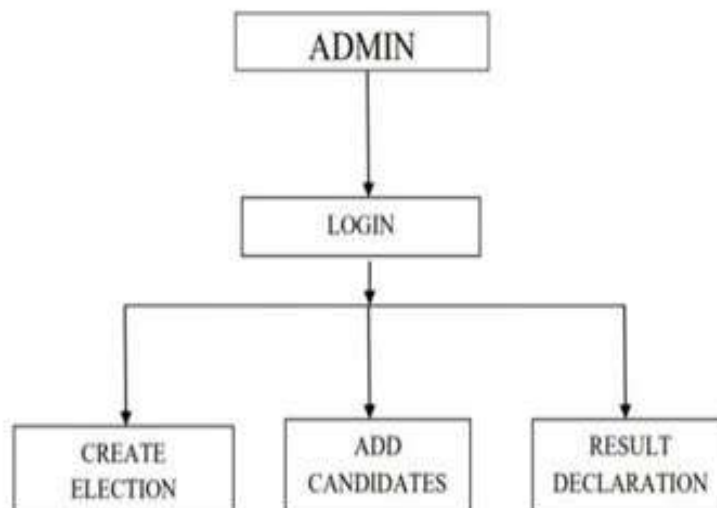 ADMIN
LOGIN
CREATE
ELECTION
ADD
CANDIDATES
RESULT
DECLARATION